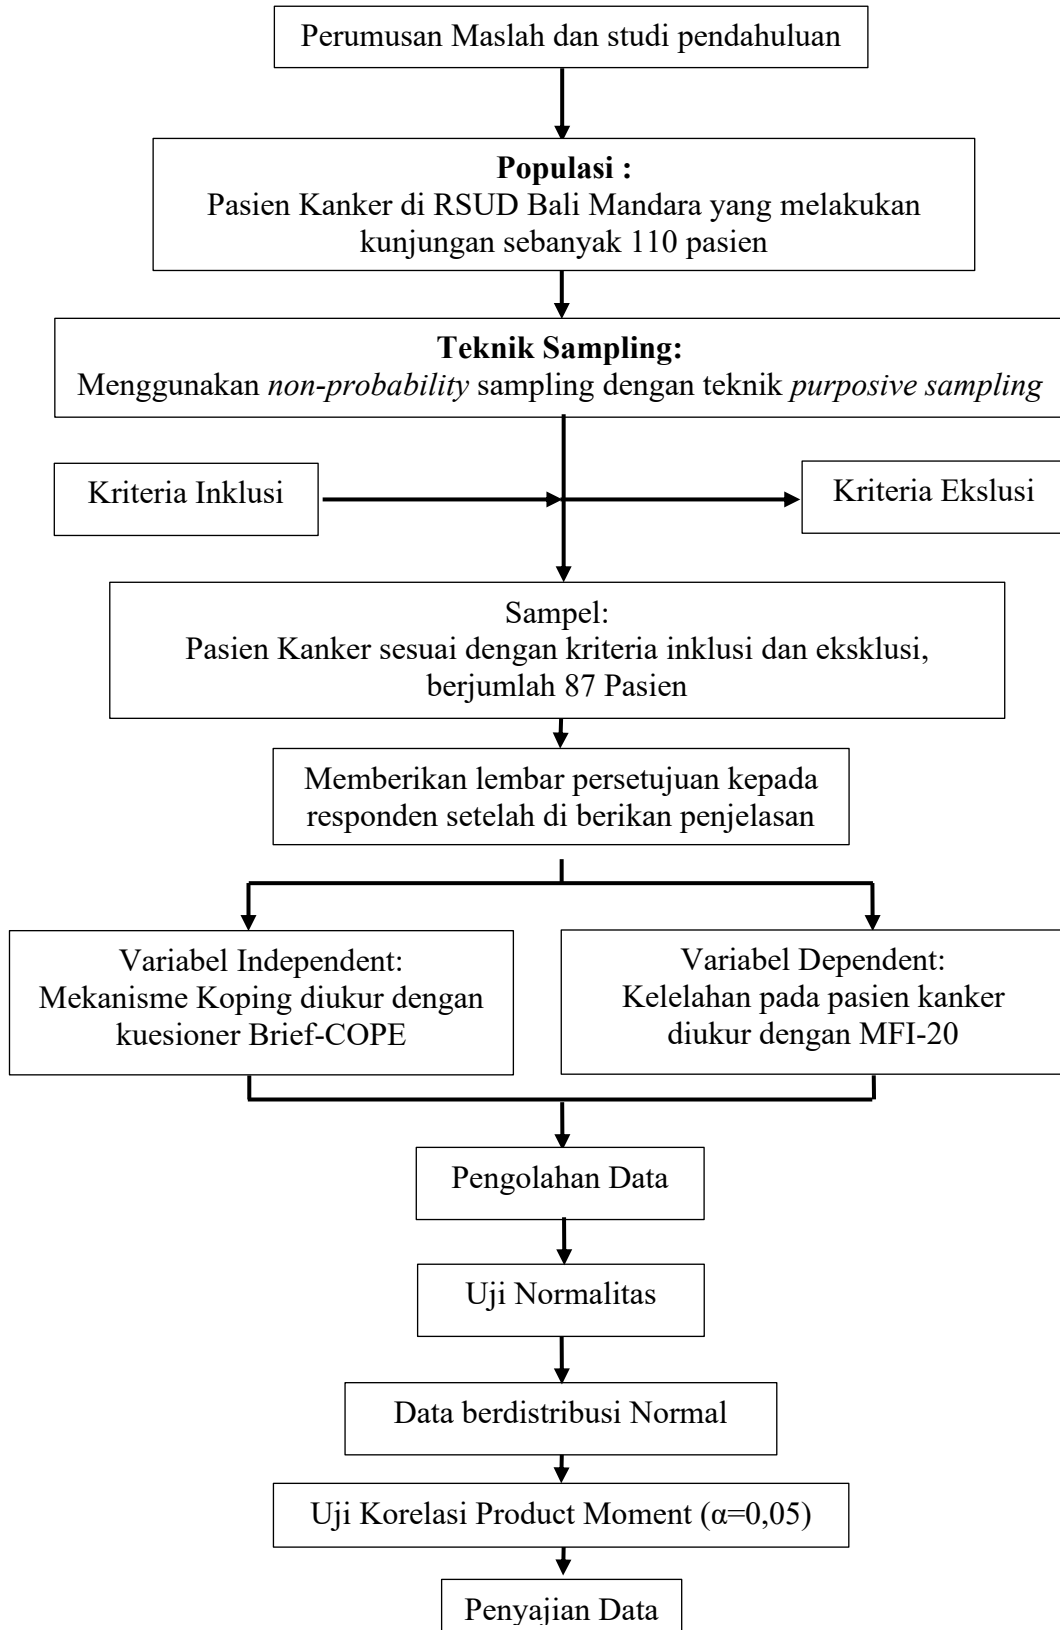 Perumusan Maslah dan studi pendahuluan
Populasi :
Pasien Kanker di RSUD Bali Mandara yang melakukan
kunjungan sebanyak 110 pasien
Teknik Sampling:
Menggunakan non-probability sampling dengan teknik purposive sampling
Kriteria Inklusi
Kriteria Ekslusi
Sampel:
Pasien Kanker sesuai dengan kriteria inklusi dan eksklusi,
berjumlah 87 Pasien
Memberikan lembar persetujuan kepada
responden setelah di berikan penjelasan
Variabel Independent:
Mekanisme Koping diukur dengan
kuesioner Brief-COPE
Variabel Dependent:
Kelelahan pada pasien kanker
diukur dengan MFI-20
Pengolahan Data
Uji Normalitas
Data berdistribusi Normal
Uji Korelasi Product Moment (α=0,05)
Penyajian Data